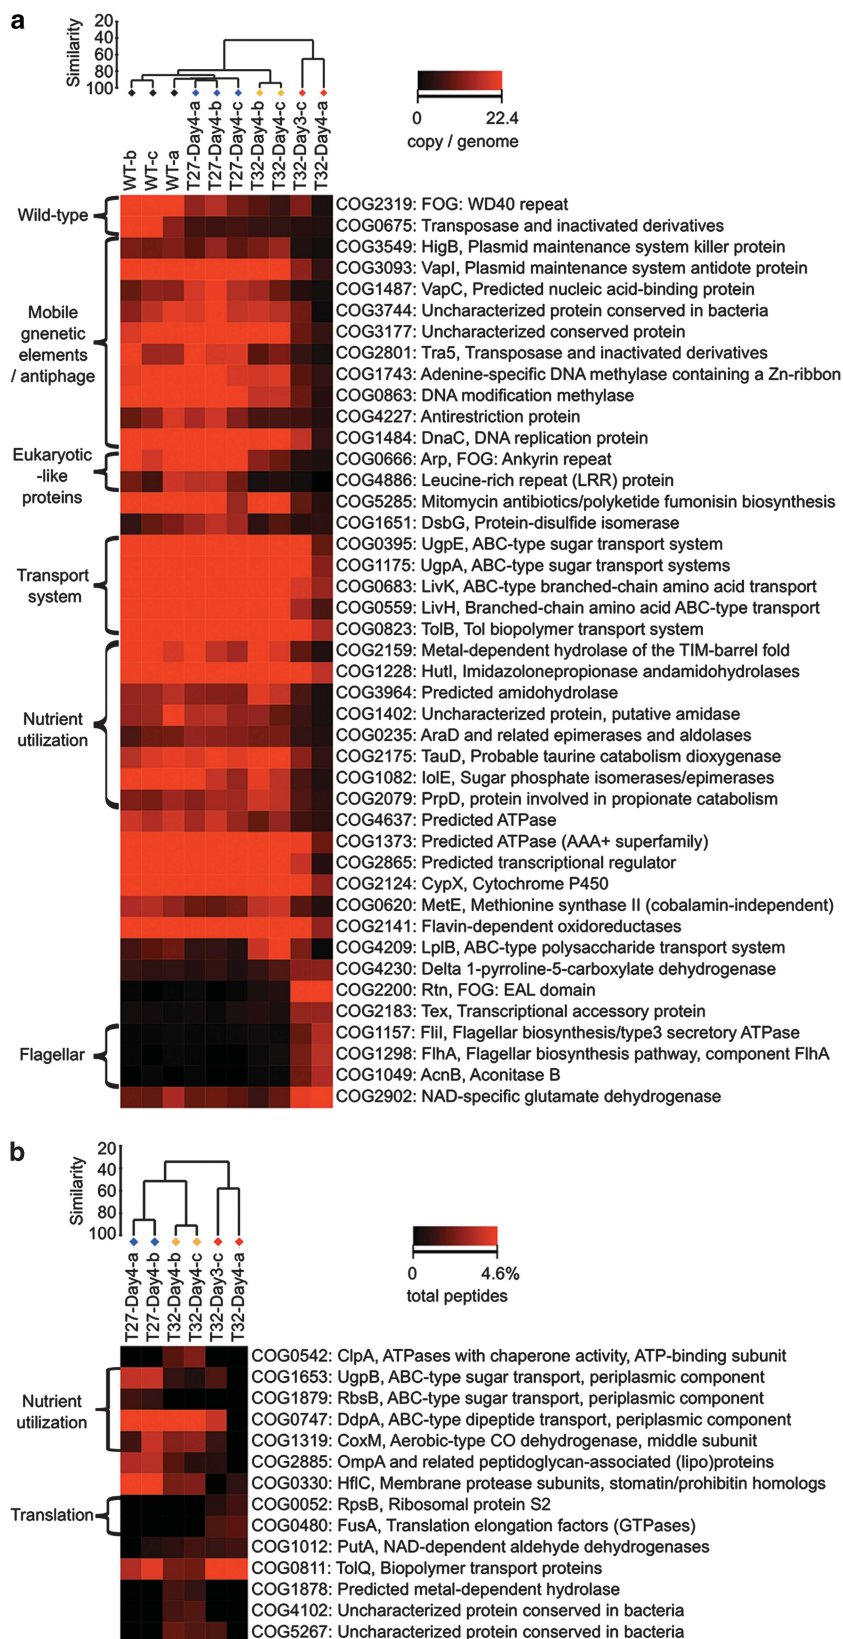 a
Similarity
20
40
60
80
100
0
22.4
copy / genome
WT-b
WT-c
WT-a
T27-Day4-a
T27-Day4-b
T27-Day4-c
T32-Day4-b
T32-Day4-c
T32-Day3-c
T32-Day4-a
Wild-type
COG2319: FOG: WD40 repeat
COG0675: Transposase and inactivated derivatives
Mobile
gnenetic
elements
/ antiphage
COG3549: HigB, Plasmid maintenance system killer protein
COG3093: VapI, Plasmid maintenance system antidote protein
COG1487: VapC, Predicted nucleic acid-binding protein
COG3744: Uncharacterized protein conserved in bacteria
COG3177: Uncharacterized conserved protein
COG2801: Tra5, Transposase and inactivated derivatives
COG1743: Adenine-specific DNA methylase containing a Zn-ribbon
COG0863: DNA modification methylase
COG4227: Antirestriction protein
COG1484: DnaC, DNA replication protein
Eukaryotic
-like
proteins
COG0666: Arp, FOG: Ankyrin repeat
COG4886: Leucine-rich repeat (LRR) protein
COG5285: Mitomycin antibiotics/polyketide fumonisin biosynthesis
COG1651: DsbG, Protein-disulfide isomerase
Transport
system
COG0395: UgpE, ABC-type sugar transport system
COG1175: UgpA, ABC-type sugar transport systems
COG0683: LivK, ABC-type branched-chain amino acid transport
COG0559: LivH, Branched-chain amino acid ABC-type transport
COG0823: TolB, Tol biopolymer transport system
Nutrient
utilization
COG2159: Metal-dependent hydrolase of the TIM-barrel fold
COG1228: HutI, Imidazolonepropionase andamidohydrolases
COG3964: Predicted amidohydrolase
COG1402: Uncharacterized protein, putative amidase
COG0235: AraD and related epimerases and aldolases
COG2175: TauD, Probable taurine catabolism dioxygenase
COG1082: IolE, Sugar phosphate isomerases/epimerases
COG2079: PrpD, protein involved in propionate catabolism
COG4637: Predicted ATPase
COG1373: Predicted ATPase (AAA+ superfamily)
COG2865: Predicted transcriptional regulator
COG2124: CypX, Cytochrome P450
COG0620: MetE, Methionine synthase II (cobalamin-independent)
COG2141: Flavin-dependent oxidoreductases
COG4209: LplB, ABC-type polysaccharide transport system
COG4230: Delta 1-pyrroline-5-carboxylate dehydrogenase
COG2200: Rtn, FOG: EAL domain
COG2183: Tex, Transcriptional accessory protein
Flagellar
COG1157: FliI, Flagellar biosynthesis/type3 secretory ATPase
COG1298: FlhA, Flagellar biosynthesis pathway, component FlhA
COG1049: AcnB, Aconitase B
COG2902: NAD-specific glutamate dehydrogenase
b
Similarity
20
40
60
80
100
0
4.6%
total peptides
T27-Day4-a
T27-Day4-b
T32-Day4-b
T32-Day4-c
T32-Day3-c
T32-Day4-a
COG0542: ClpA, ATPases with chaperone activity, ATP-binding subunit
Nutrient
utilization
COG1653: UgpB, ABC-type sugar transport, periplasmic component
COG1879: RbsB, ABC-type sugar transport, periplasmic component
COG0747: DdpA, ABC-type dipeptide transport, periplasmic component
COG1319: CoxM, Aerobic-type CO dehydrogenase, middle subunit
COG2885: OmpA and related peptidoglycan-associated (lipo)proteins
COG0330: HflC, Membrane protease subunits, stomatin/prohibitin homologs
Translation
COG0052: RpsB, Ribosomal protein S2
COG0480: FusA, Translation elongation factors (GTPases)
COG1012: PutA, NAD-dependent aldehyde dehydrogenases
COG0811: TolQ, Biopolymer transport proteins
COG1878: Predicted metal-dependent hydrolase
COG4102: Uncharacterized protein conserved in bacteria
COG5267: Uncharacterized protein conserved in bacteria